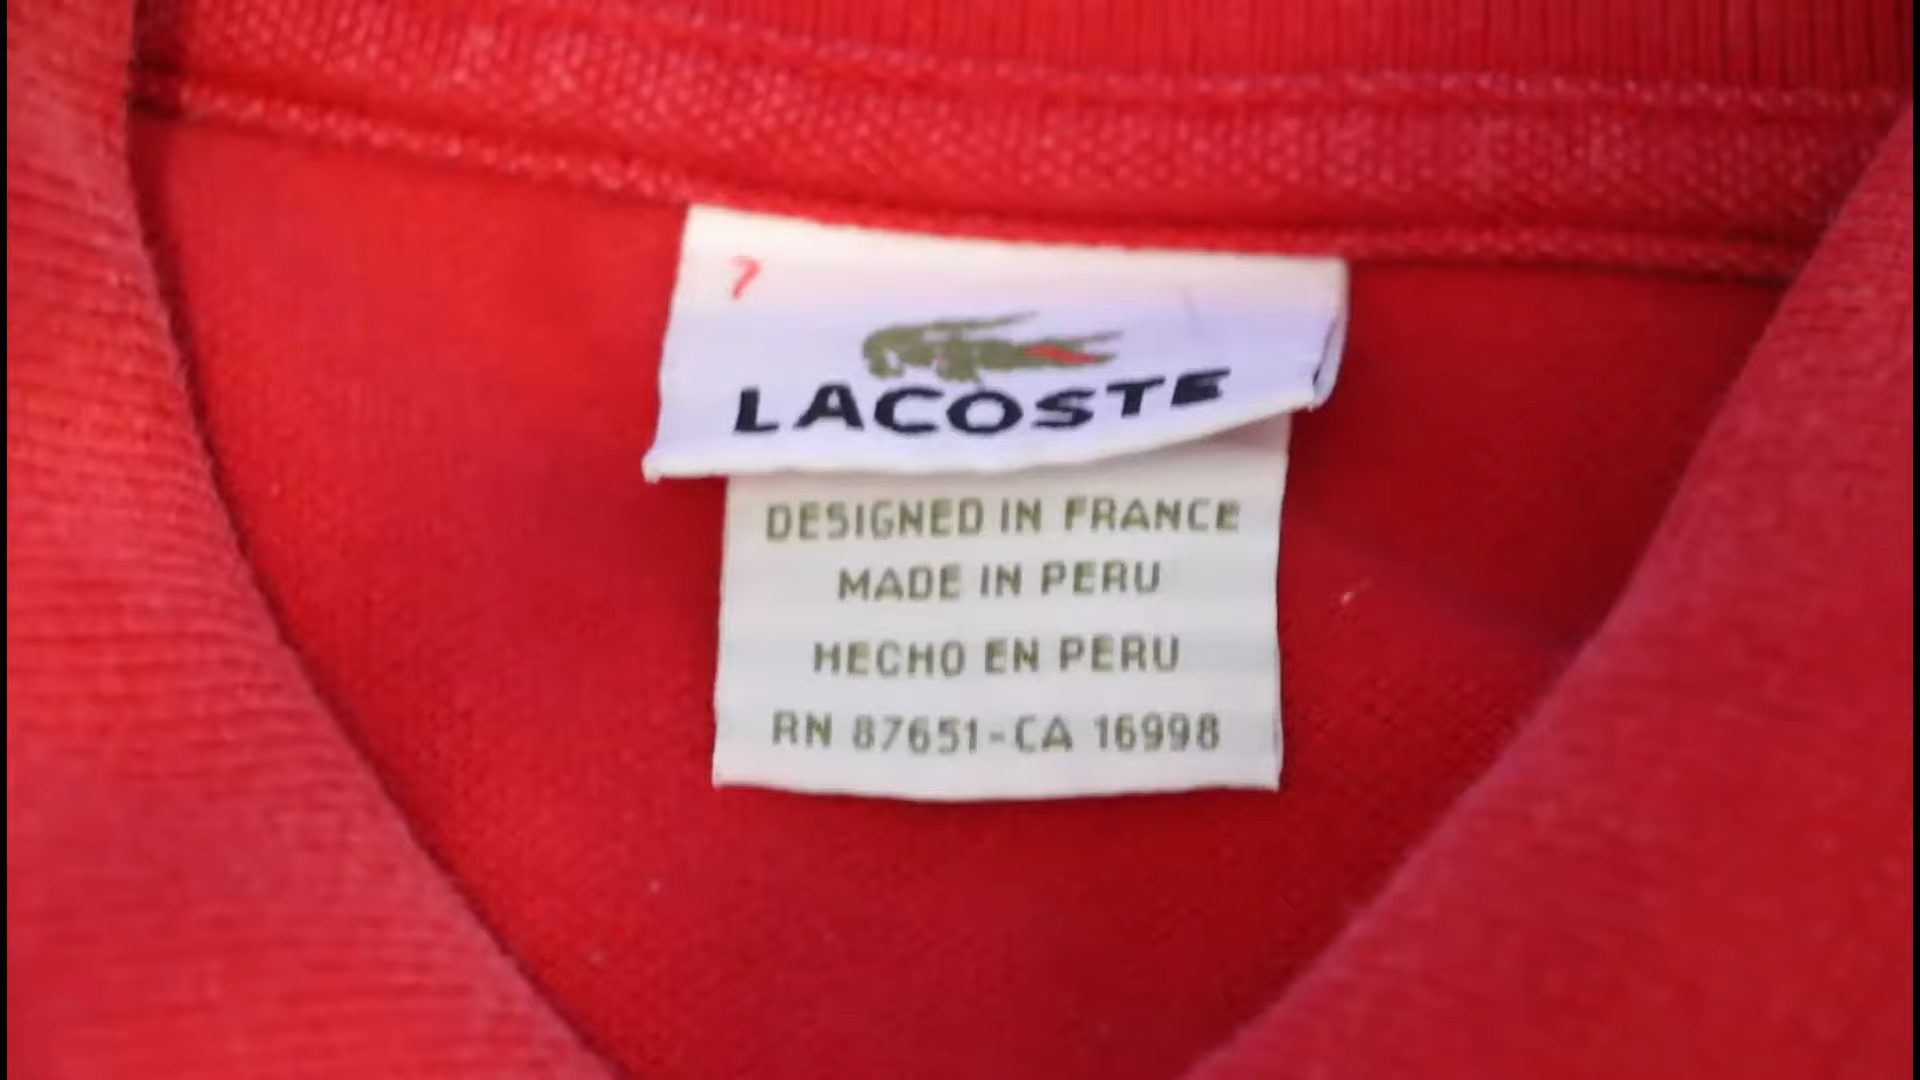 7
LACOSTE
DESIGNED IN FRANCE
MADE IN PERU
HECHO EN PERU
RN 87651-CA 16998